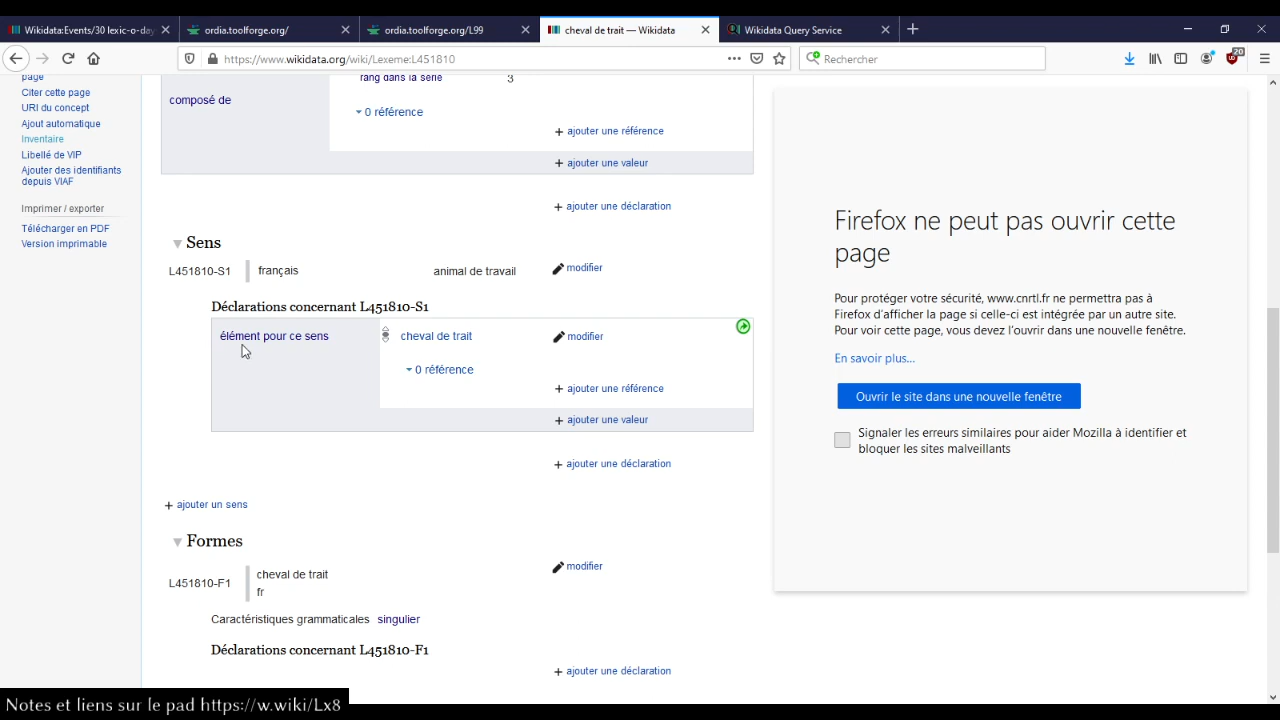 Wikidata:Events/30 lexic-o-day
ordia.toolforge.org/
ordia.toolforge.org/L99
cheval de trait — Wikidata
Wikidata Query Service
https://www.wikidata.org/wiki/Lexeme:L451810
Rechercher
20
page
Citer cette page
URI du concept
Ajout automatique
Inventaire
Libellé de VIP
Ajouter des identifiants
depuis VIAF
Imprimer / exporter
Télécharger en PDF
Version imprimable
rang dans la série 3
composé de
0 référence
+ ajouter une référence
+ ajouter une valeur
+ ajouter une déclaration
Sens
L451810-S1 français animal de travail modifier
Déclarations concernant L451810-S1
élément pour ce sens cheval de trait modifier
0 référence
+ ajouter une référence
+ ajouter une valeur
+ ajouter une déclaration
+ ajouter un sens
Formes
L451810-F1 cheval de trait modifier
fr
Caractéristiques grammaticales singulier
Déclarations concernant L451810-F1
+ ajouter une déclaration
Firefox ne peut pas ouvrir cette
page
Pour protéger votre sécurité, www.cnrtl.fr ne permettra pas à
Firefox d'afficher la page si celle-ci est intégrée par un autre site.
Pour voir cette page, vous devez l'ouvrir dans une nouvelle fenêtre.
En savoir plus...
Ouvrir le site dans une nouvelle fenêtre
Signaler les erreurs similaires pour aider Mozilla à identifier et
bloquer les sites malveillants
Notes et liens sur le pad https://w.wiki/Lx8